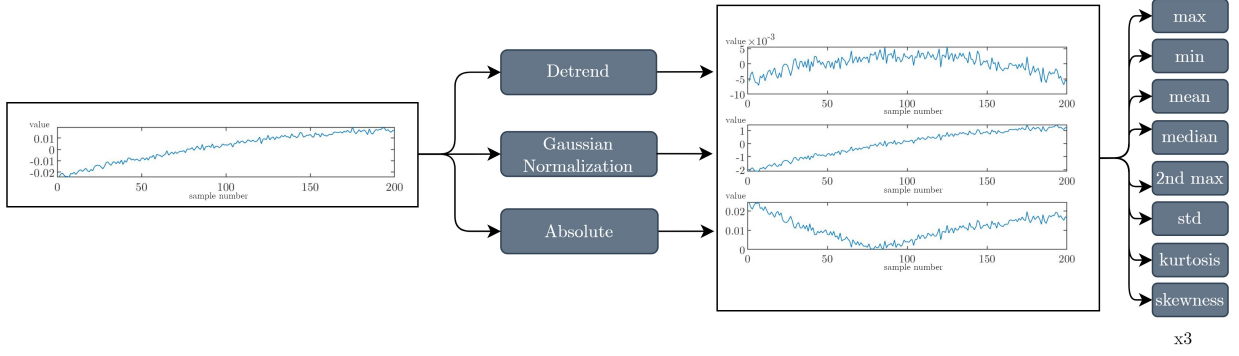 value
0.01
0
-0.01
-0.02
0 50 100 150 200
sample number
Detrend
Gaussian
Normalization
Absolute
value ×10⁻³
5
0
-5
-10
0 50 100 150 200
sample number
value
1
0
-1
-2
0 50 100 150 200
sample number
value
0.02
0.01
0
0 50 100 150 200
sample number
max
min
mean
median
2nd max
std
kurtosis
skewness
x3